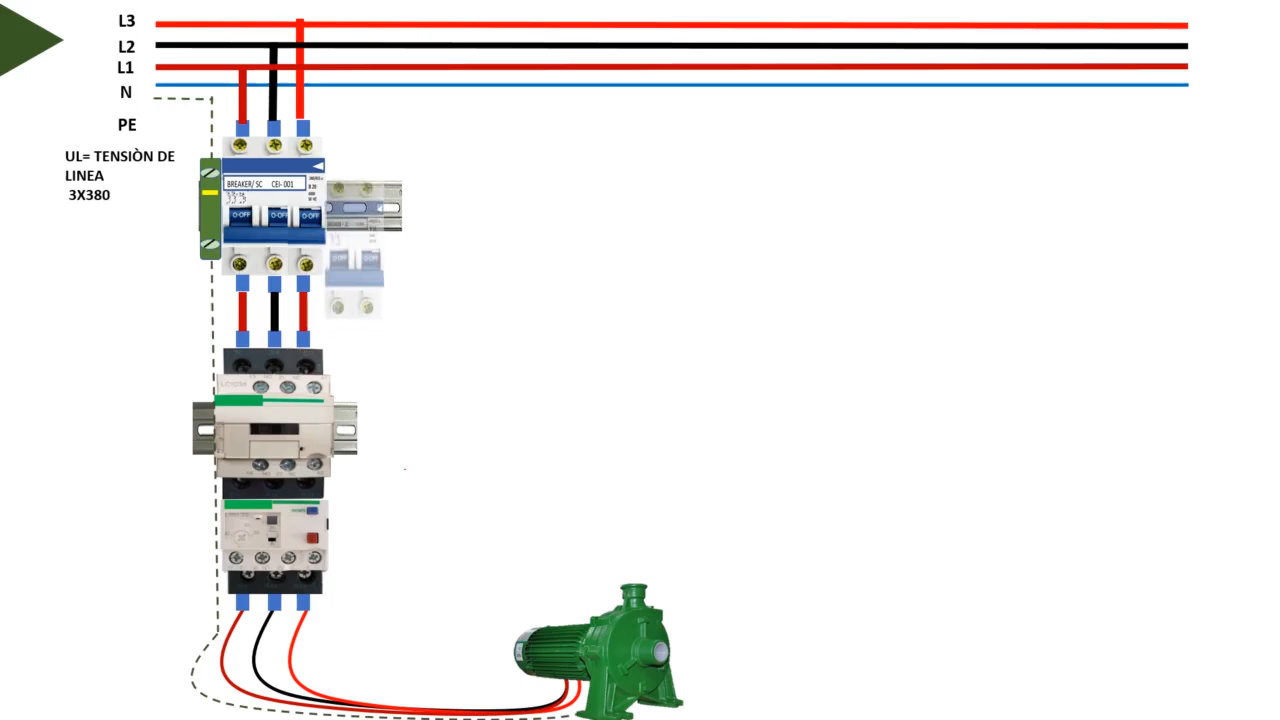 L3
L2
L1
N
PE
UL= TENSIÒN DE
LINEA
3X380
BREAKER/ SC CEI- 001
O-OFF O-OFF O-OFF